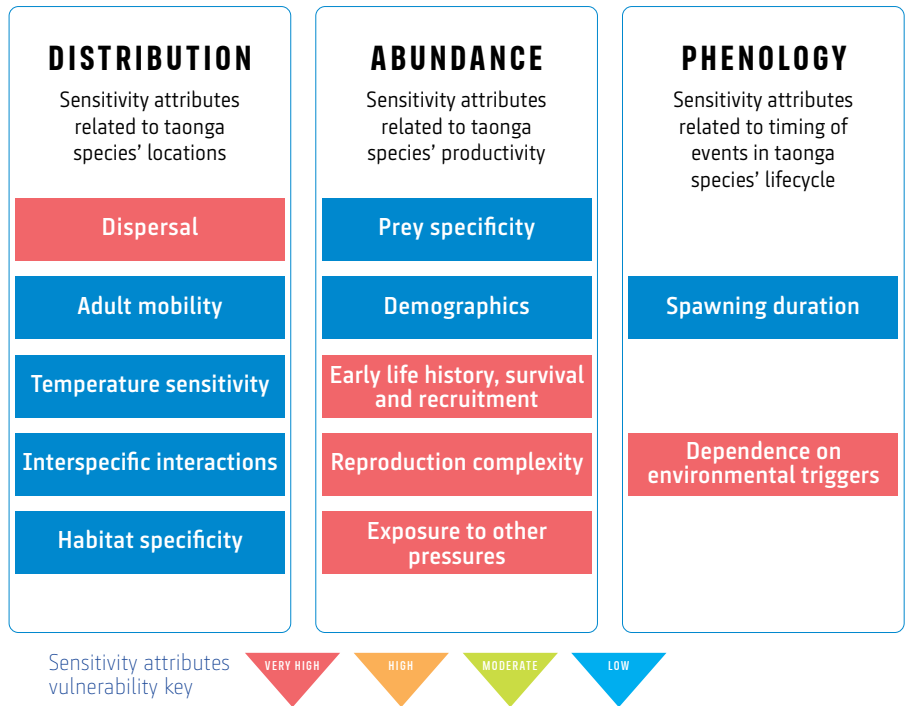 DISTRIBUTION
Sensitivity attributes
related to taonga
species’ locations
Dispersal
Adult mobility
Temperature sensitivity
Interspecific interactions
Habitat specificity
ABUNDANCE
Sensitivity attributes
related to taonga
species’ productivity
Prey specificity
Demographics
Early life history, survival
and recruitment
Reproduction complexity
Exposure to other
pressures
PHENOLOGY
Sensitivity attributes
related to timing of
events in taonga
species’ lifecycle
Spawning duration
Dependence on
environmental triggers
Sensitivity attributes
vulnerability key
VERY HIGH
HIGH
MODERATE
LOW